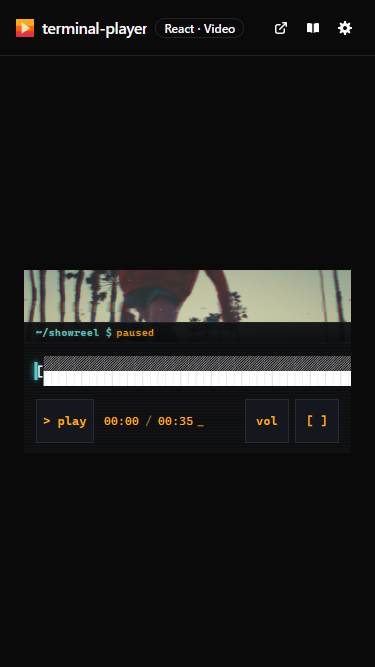 terminal-player React · Video
~/showreel $ paused
[
> play 00:00 / 00:35 _ vol [ ]